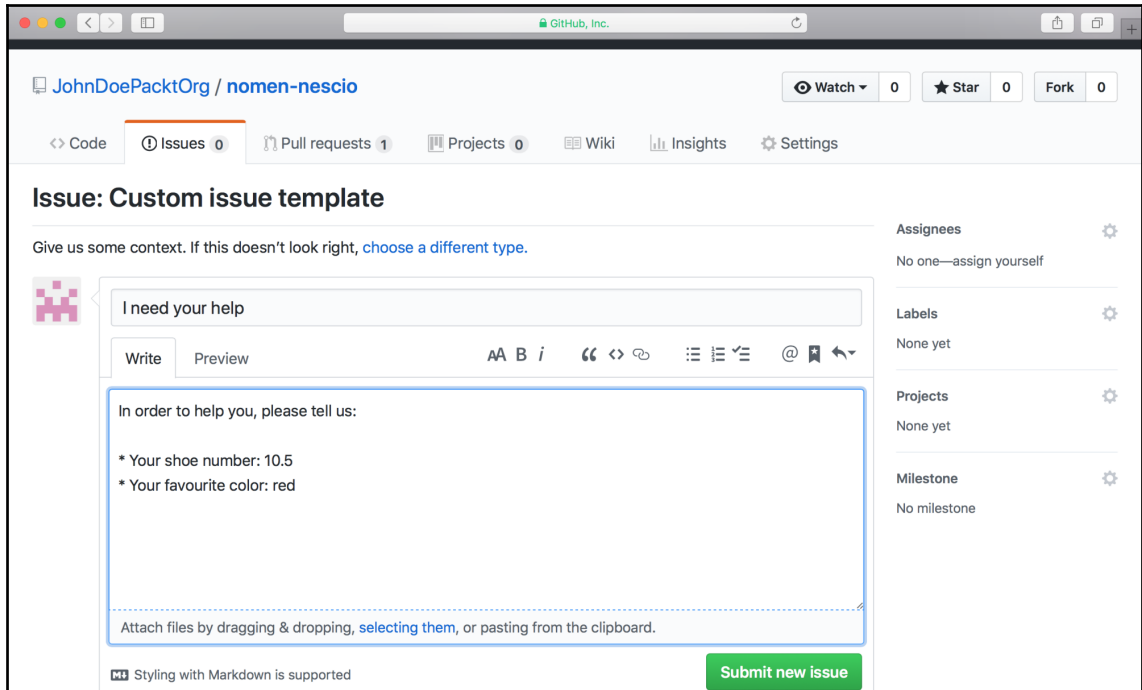 GitHub, Inc.
JohnDoePacktOrg / nomen-nescio
Watch 0 Star 0 Fork 0
Code Issues 0 Pull requests 1 Projects 0 Wiki Insights Settings
Issue: Custom issue template
Give us some context. If this doesn’t look right, choose a different type.
I need your help
Write Preview AA B i
In order to help you, please tell us:
* Your shoe number: 10.5
* Your favourite color: red
Attach files by dragging & dropping, selecting them, or pasting from the clipboard.
Styling with Markdown is supported
Submit new issue
Assignees
No one—assign yourself
Labels
None yet
Projects
None yet
Milestone
No milestone